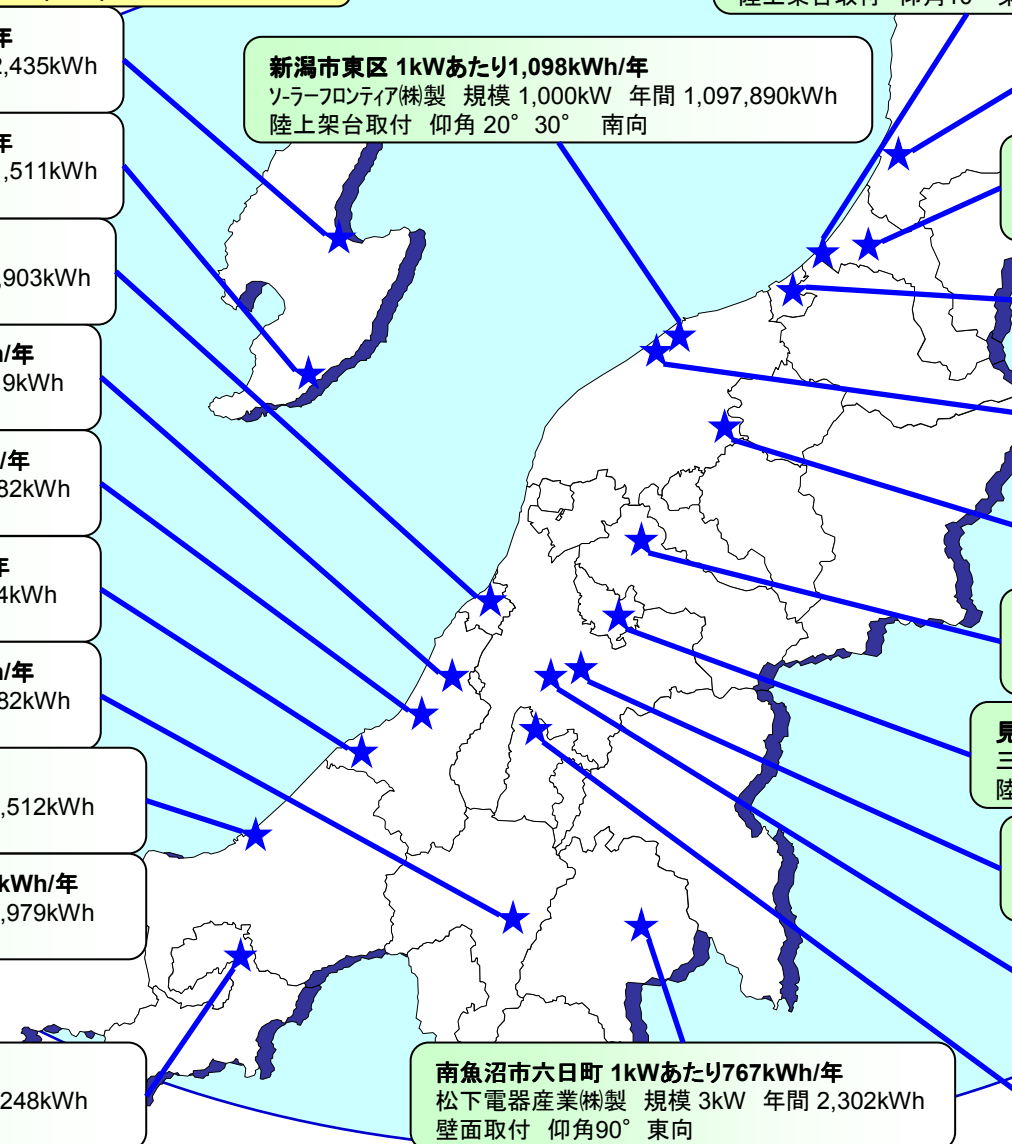 年
2,435kWh
新潟市東区 1kWあたり1,098kWh/年
ソーラーフロンティア㈱製 規模 1,000kW 年間 1,097,890kWh
陸上架台取付 仰角 20° 30° 南向
年
,511kWh
,903kWh
/年
9kWh
/年
82kWh
年
4kWh
/年
82kWh
,512kWh
kWh/年
,979kWh
248kWh
見
三
陸
南魚沼市六日町 1kWあたり767kWh/年
松下電器産業㈱製 規模 3kW 年間 2,302kWh
壁面取付 仰角90° 東向